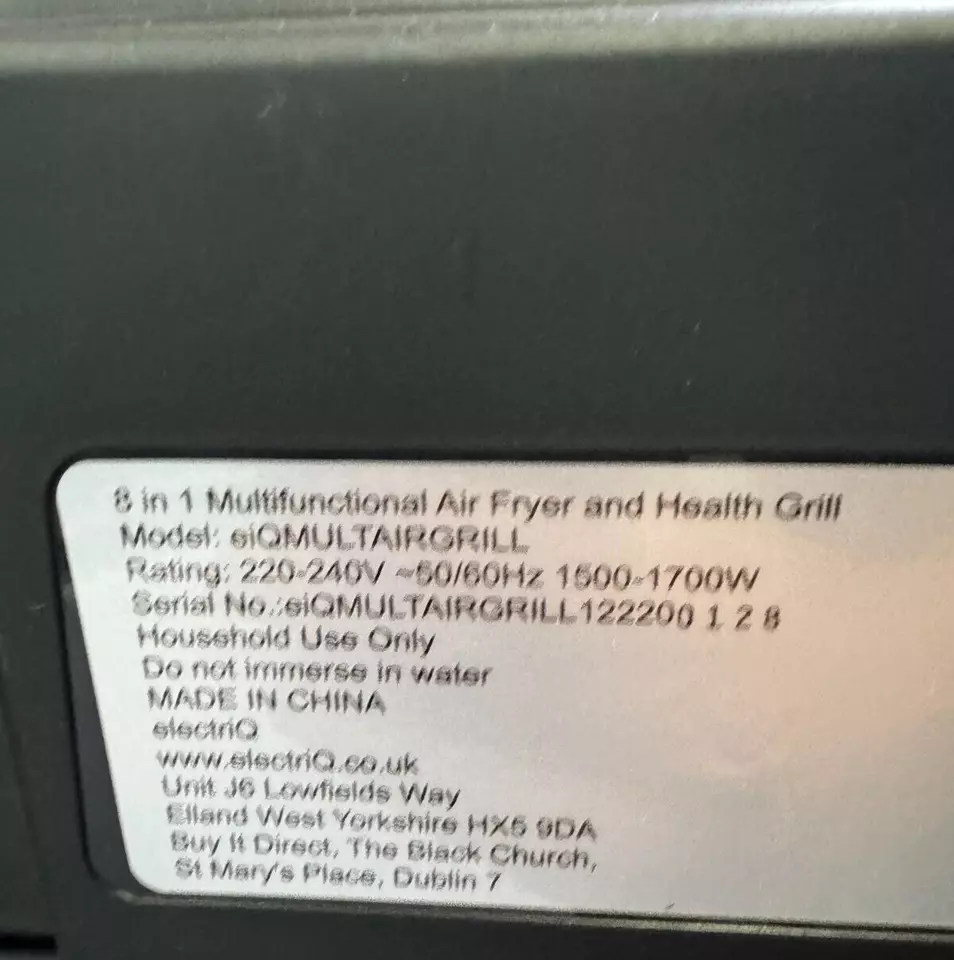 8 in 1 Multifunctional Air Fryer and Health Grill
Model: eiQMULTAIRGRILL
Rating: 220-240V ~50/60Hz 1500-1700W
Serial No.:eiQMULTAIRGRILL122200 1 2 8
Household Use Only
Do not immerse in water
MADE IN CHINA
electriQ
www.electriQ.co.uk
Unit J6 Lowfields Way
Elland West Yorkshire HX5 9DA
Buy It Direct, The Black Church,
St Mary's Place, Dublin 7